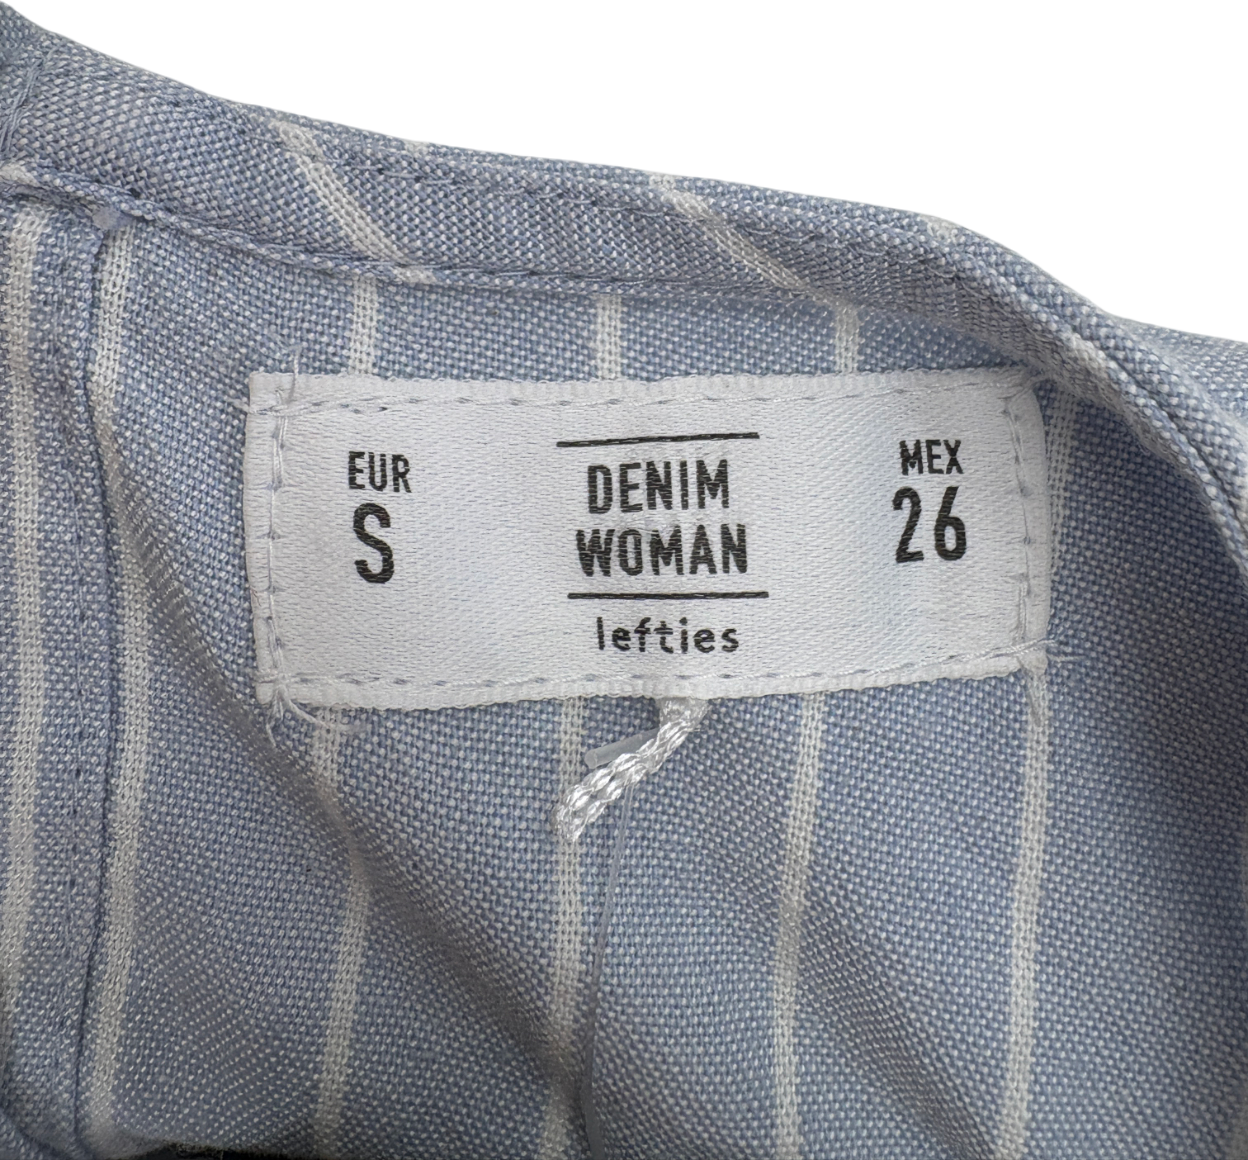 EUR
S
DENIM
WOMAN
lefties
MEX
26